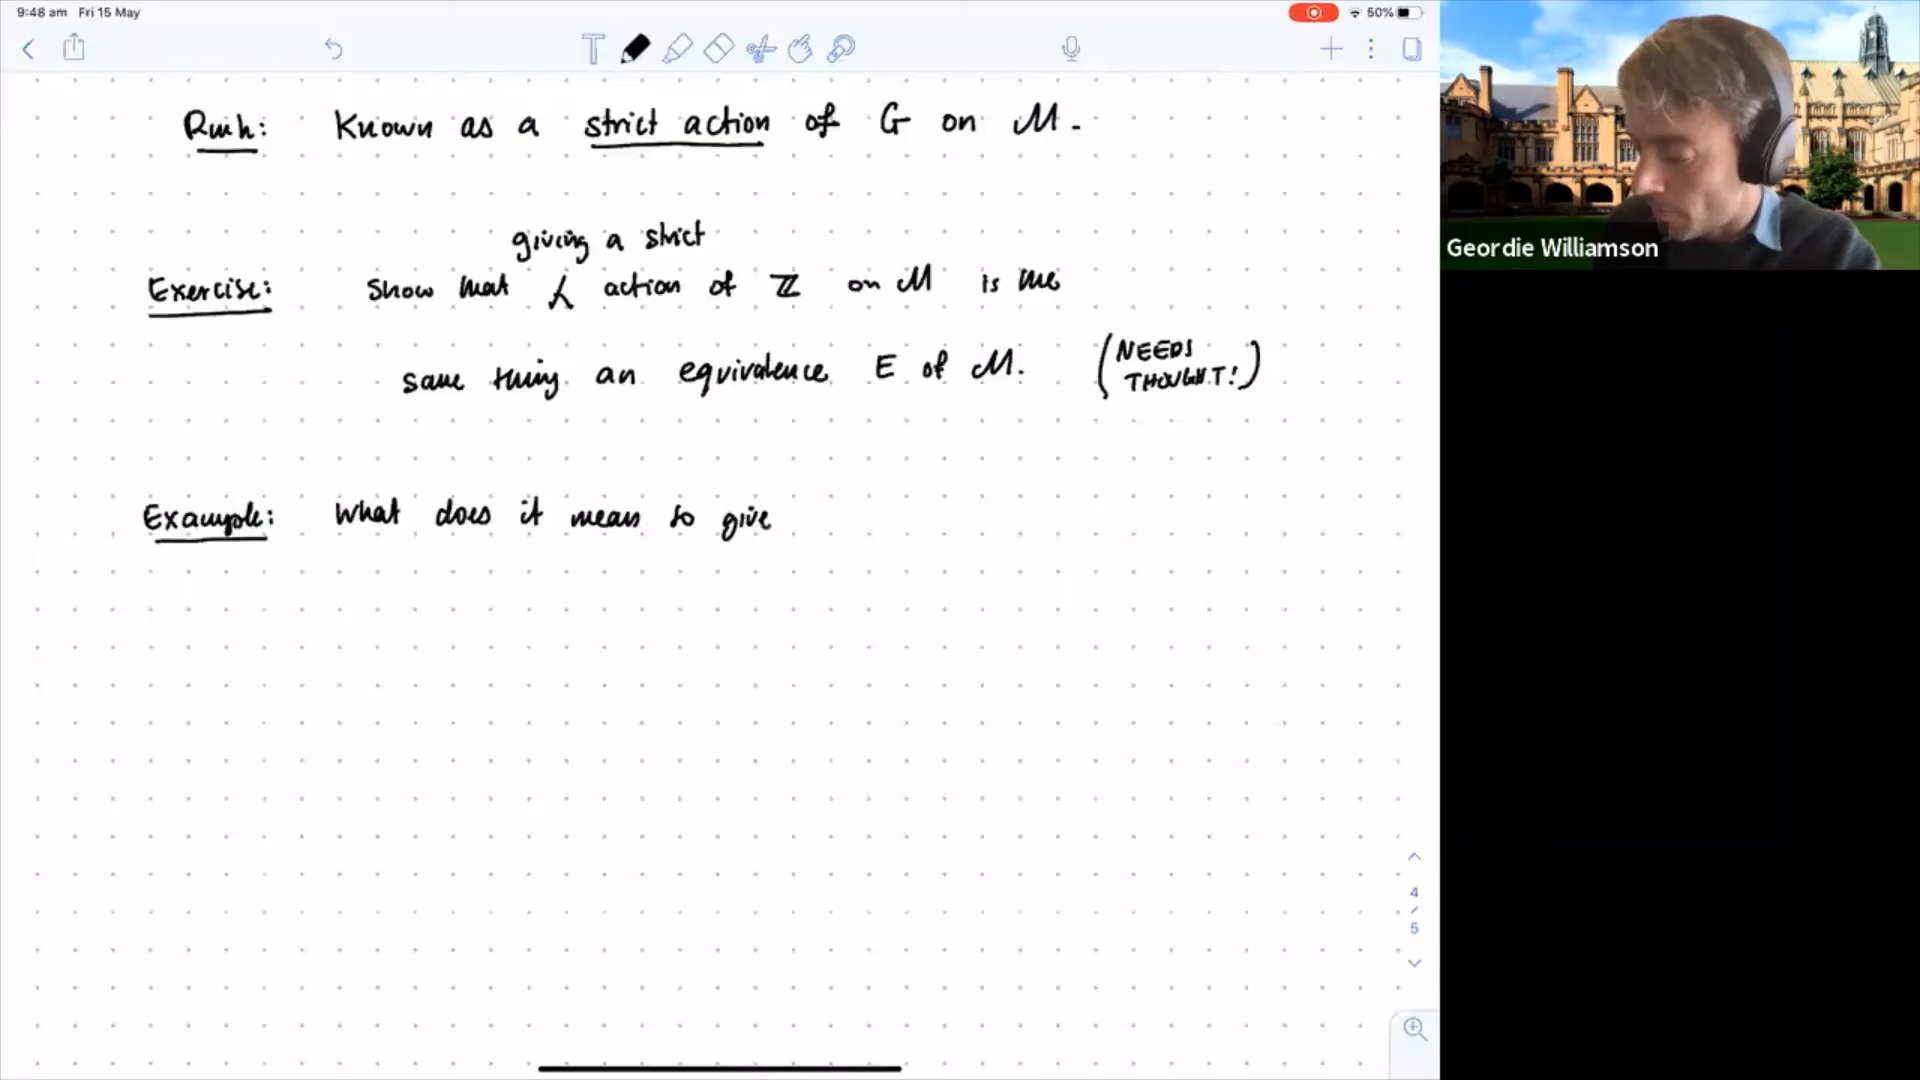 9:48 am Fri 15 May
50%
Rmk: Known as a strict action of G on M.
giving a strict
Exercise: Show that action of ℤ on M is the
same thing an equivalence E of M. (NEEDS
THOUGHT!)
Example: What does it mean to give
Geordie Williamson
4
/
5